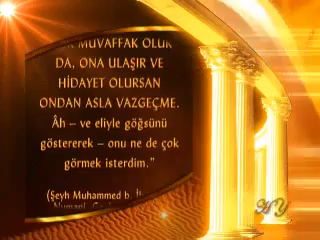 MUVAFFAK OLUR
DA, ONA ULAŞIR VE
HİDAYET OLURSAN
ONDAN ASLA VAZGEÇME.
Âh – ve eliyle göğsünü
göstererek – onu ne de çok
görmek isterdim."
(Şeyh Muhammed b.